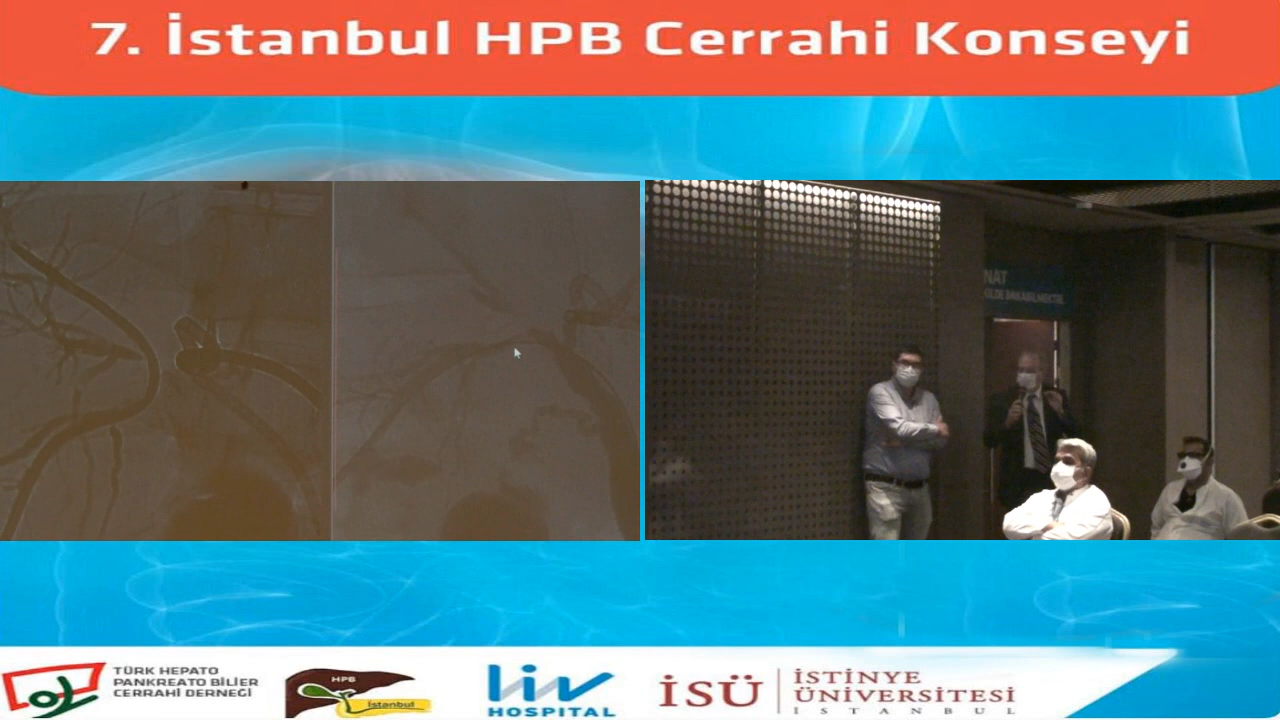 7. İstanbul HPB Cerrahi Konseyi
NAT
TÜRK HEPATO
PANKREATO BİLİER
CERRAHİ DERNEĞİ
HPB
İstanbul
liv
HOSPITAL
İSÜ
İSTİNYE
ÜNİVERSİTESİ
İSTANBUL